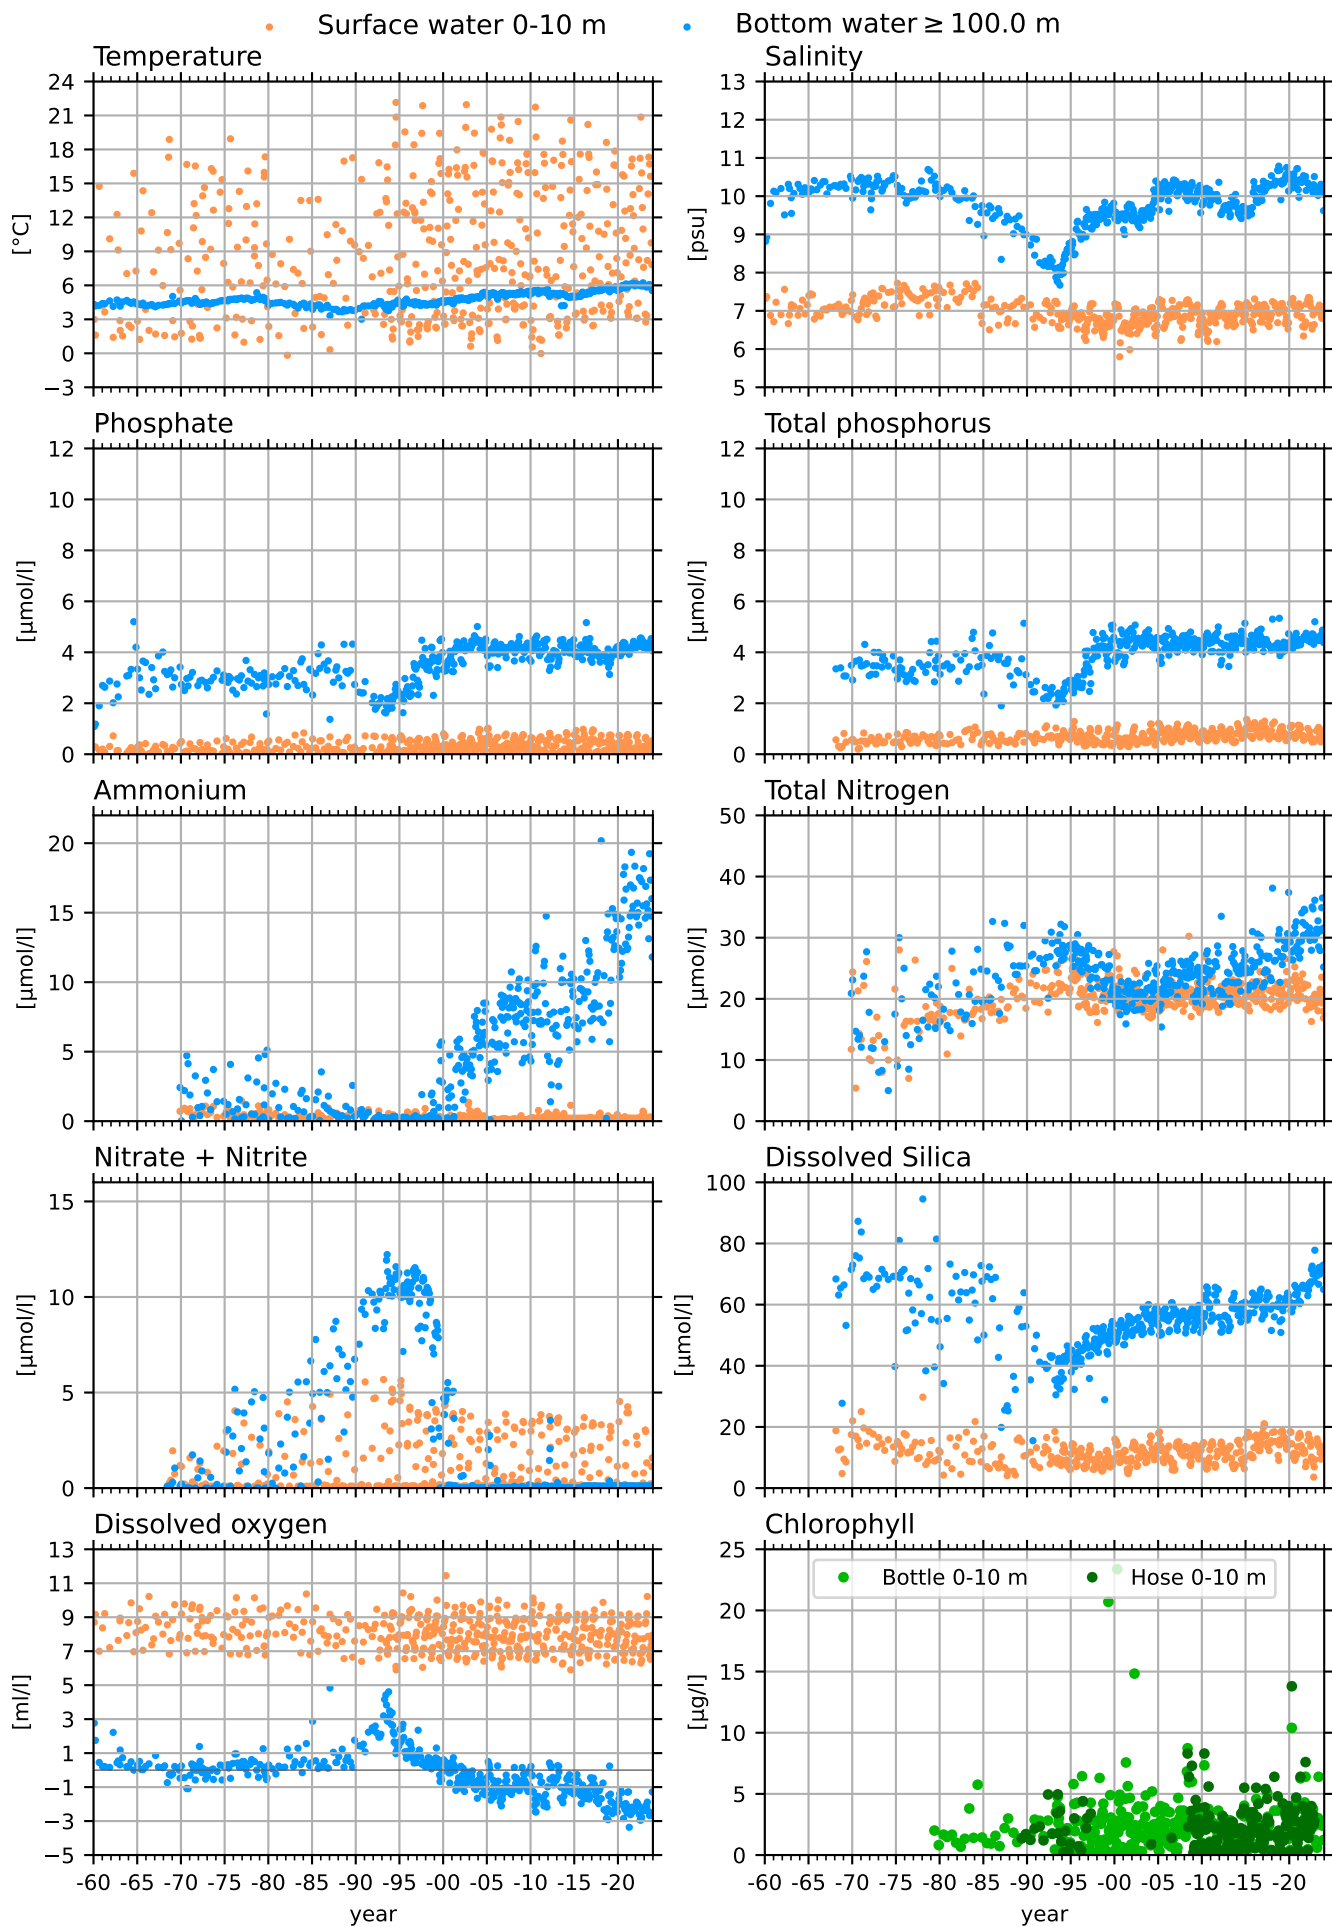 Surface water 0-10 m
Bottom water ≥ 100.0 m
Temperature
Salinity
24
21
18
15
12
9
6
3
0
−3
[°C]
13
12
11
10
9
8
7
6
5
[psu]
Phosphate
Total phosphorus
12
10
8
6
4
2
0
[µmol/l]
12
10
8
6
4
2
0
[µmol/l]
Ammonium
Total Nitrogen
20
15
10
5
0
[µmol/l]
50
40
30
20
10
0
[µmol/l]
Nitrate + Nitrite
Dissolved Silica
15
10
5
0
[µmol/l]
100
80
60
40
20
0
[µmol/l]
Dissolved oxygen
Chlorophyll
13
11
9
7
5
3
1
−1
−3
−5
[ml/l]
25
20
15
10
5
0
[µg/l]
Bottle 0-10 m
Hose 0-10 m
-60 -70 -75 -80 -85 -90 -95 -00 -05 -10 -15 -20
year
-60 -70 -75 -80 -85 -90 -95 -00 -05 -10 -15 -20
year